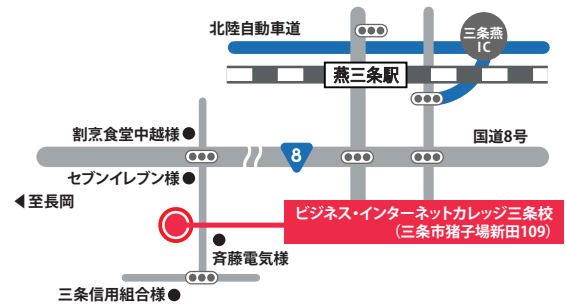 北陸自動車道
三条燕
IC
燕三条駅
割烹食堂中越様●
国道8号
8
セブンイレブン様●
◀至長岡
ビジネス・インターネットカレッジ三条校
（三条市猪子場新田109）
斉藤電気様
三条信用組合様●